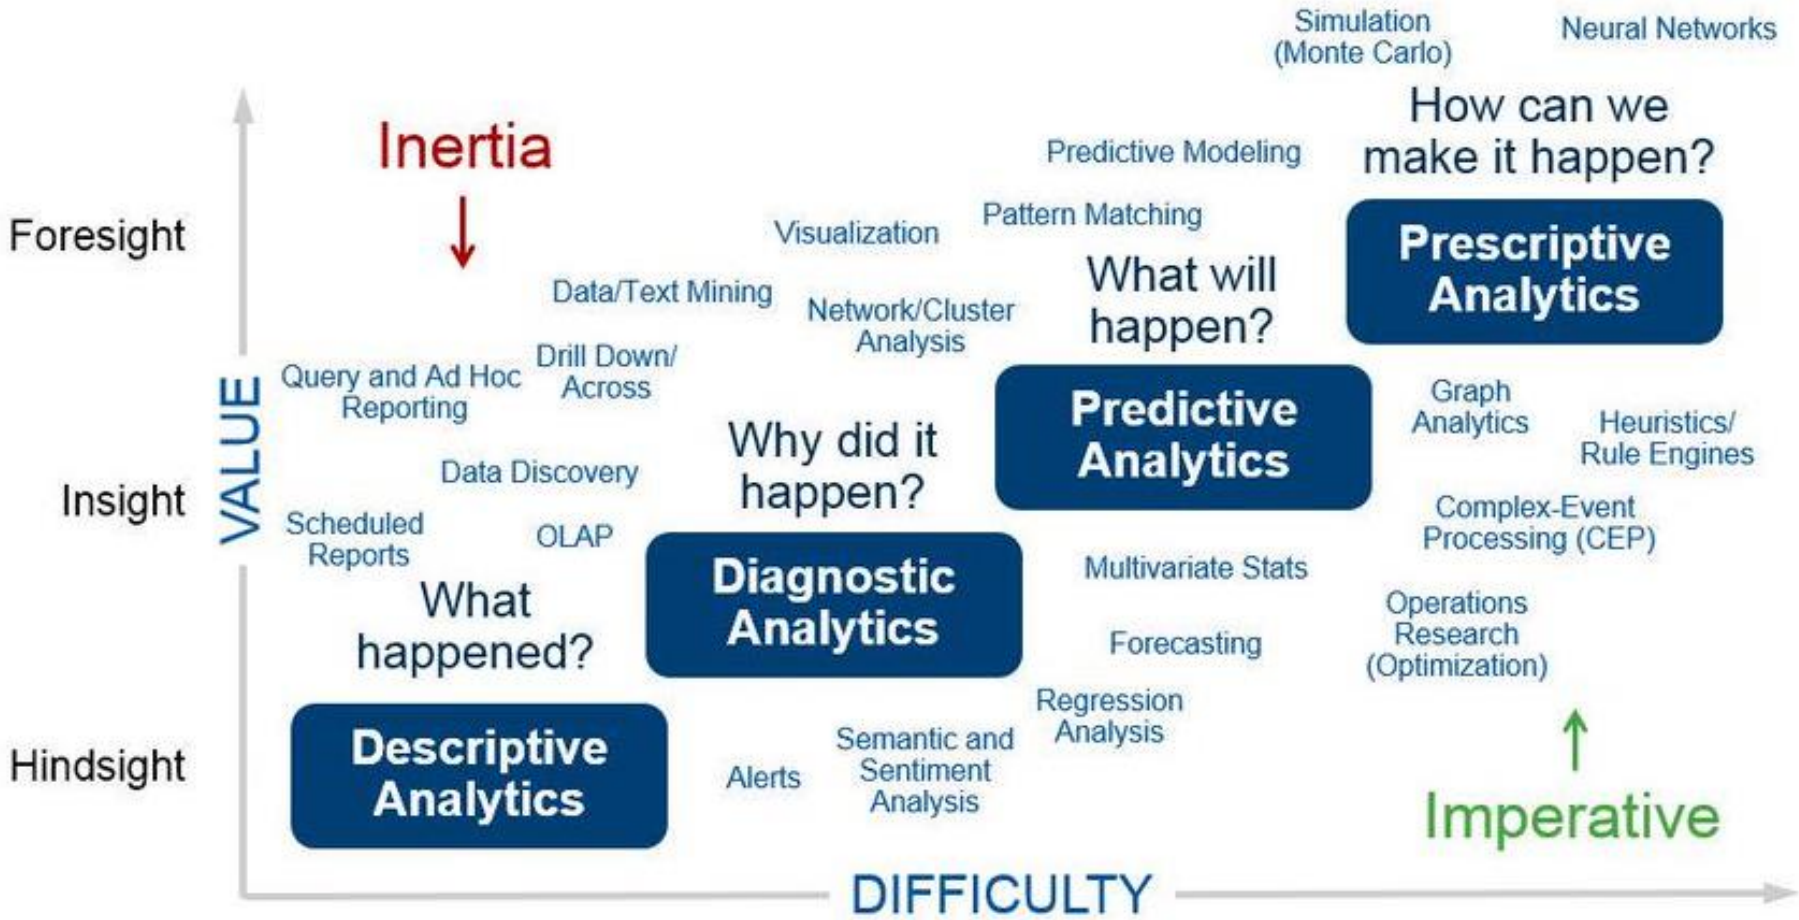 Simulation
(Monte Carlo)
Neural Networks
How can we
make it happen?
Inertia
Predictive Modeling
Pattern Matching
Visualization
Foresight
Prescriptive
Analytics
What will
happen?
Data/Text Mining
Network/Cluster
Analysis
Drill Down/
Across
Query and Ad Hoc
Reporting
Predictive
Analytics
Graph
Analytics
Heuristics/
Rule Engines
VALUE
Why did it
happen?
Data Discovery
Insight
Scheduled
Reports
OLAP
Complex-Event
Processing (CEP)
Diagnostic
Analytics
Multivariate Stats
What
happened?
Operations
Research
(Optimization)
Forecasting
Regression
Analysis
Hindsight
Descriptive
Analytics
Alerts
Semantic and
Sentiment
Analysis
Imperative
DIFFICULTY